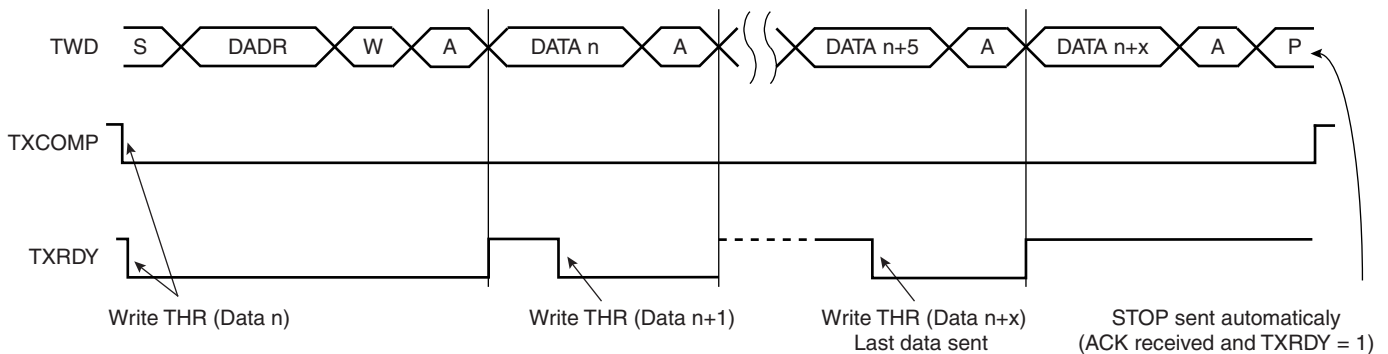 TWD S DADR W A DATA n A DATA n+5 A DATA n+x A P
TXCOMP
TXRDY
Write THR (Data n)
Write THR (Data n+1)
Write THR (Data n+x)
Last data sent
STOP sent automaticaly
(ACK received and TXRDY = 1)